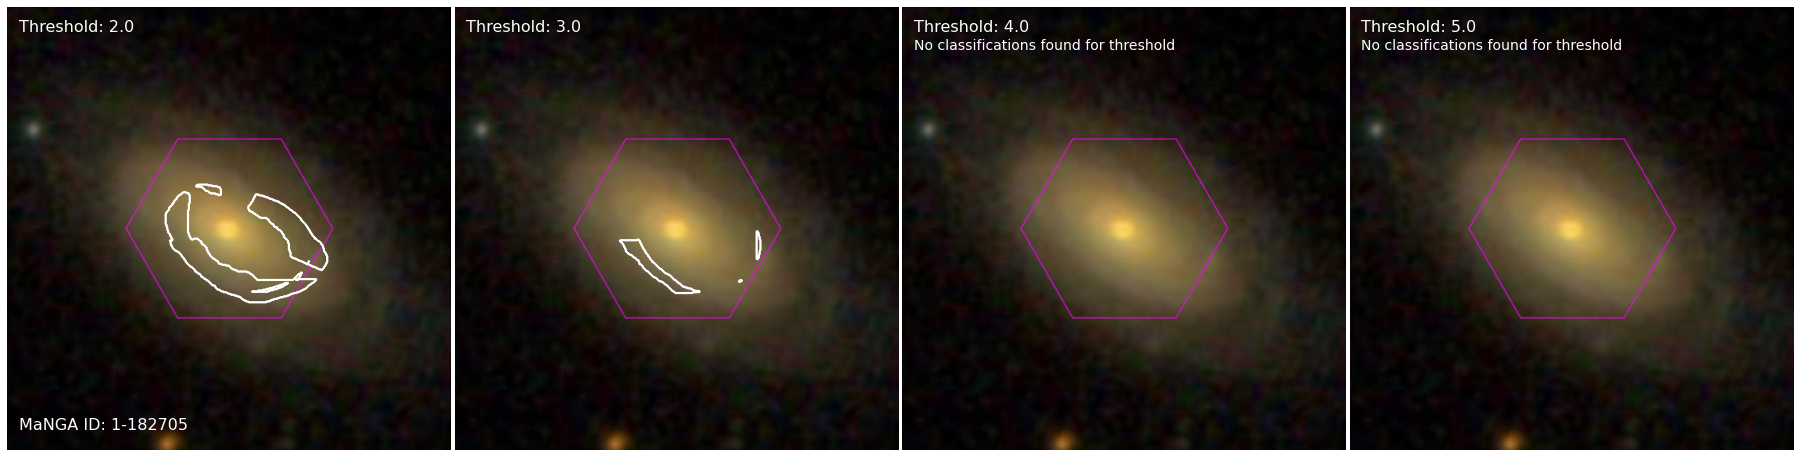 Threshold: 2.0
MaNGA ID: 1-182705
Threshold: 3.0
Threshold: 4.0
No classifications found for threshold
Threshold: 5.0
No classifications found for threshold